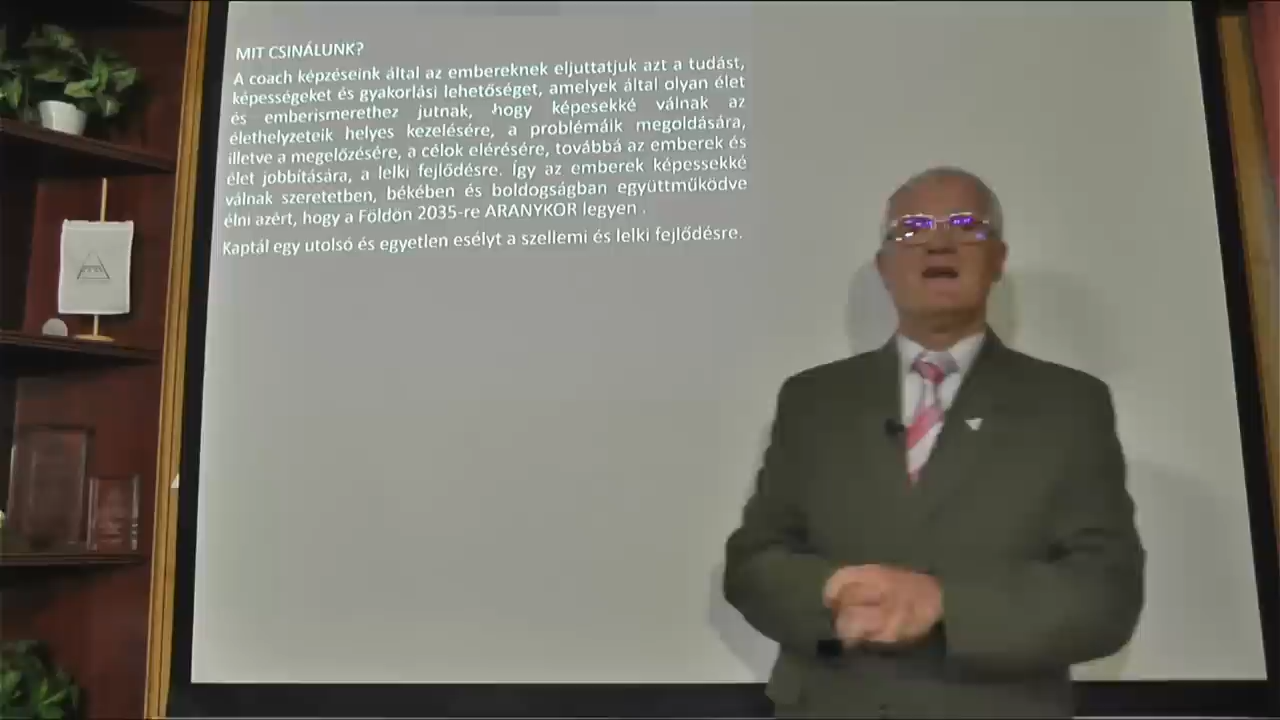 MIT CSINÁLUNK?
A coach képzéseink által az embereknek eljuttatjuk azt a tudást,
képességeket és gyakorlási lehetőséget, amelyek által olyan élet
és emberismerethez jutnak, hogy képesekké válnak az
élethelyzeteik helyes kezelésére, a problémáik megoldására,
illetve a megelőzésére, a célok elérésére, továbbá az emberek és
élet jobbítására, a lelki fejlődésre. Így az emberek képessekké
válnak szeretetben, békében és boldogságban együttműködve
élni azért, hogy a Földön 2035-re ARANYKOR legyen .
Kaptál egy utolsó és egyetlen esélyt a szellemi és lelki fejlődésre.